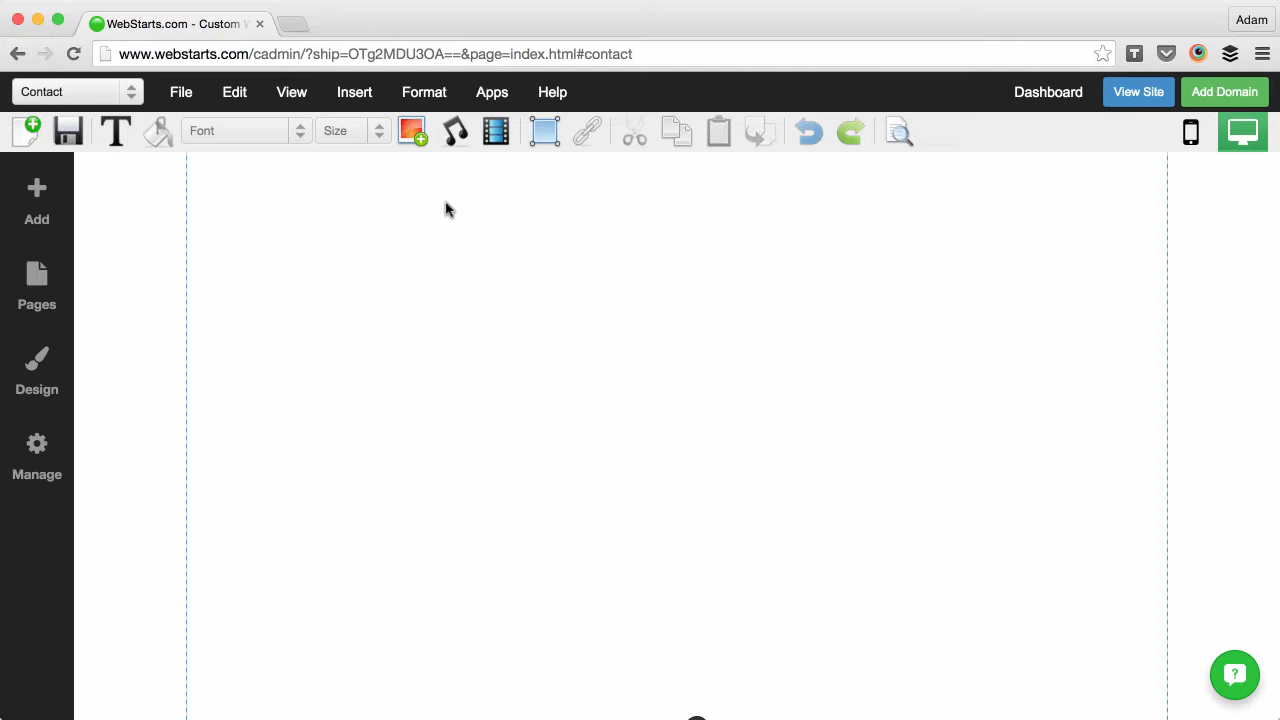 WebStarts.com - Custom W
Adam
www.webstarts.com/cadmin/?ship=OTg2MDU3OA==&page=index.html#contact
Contact File Edit View Insert Format Apps Help Dashboard View Site Add Domain
T Font Size
Add
Pages
Design
Manage